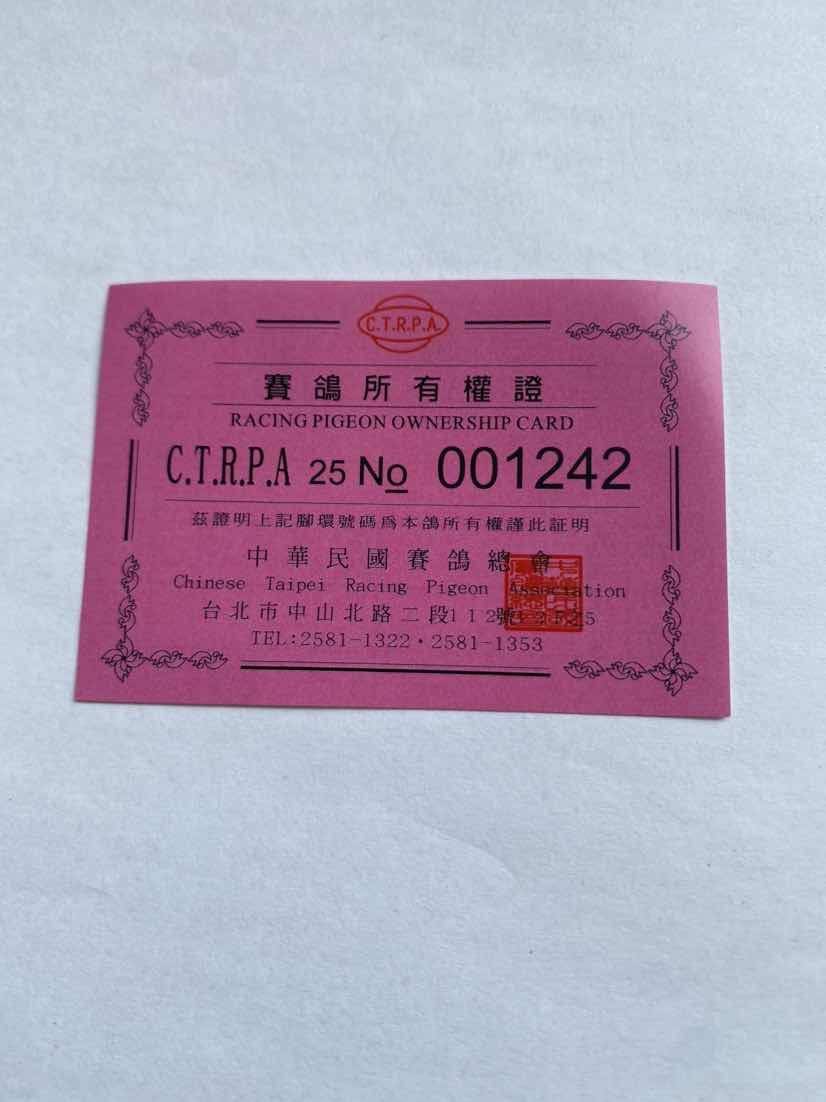 C.T.R.P.A.
賽鴿所有權證
RACING PIGEON OWNERSHIP CARD
C.T.R.P.A 25 No 001242
茲證明上記腳環號碼爲本鴿所有權謹此証明
中華民國賽鴿總會
Chinese Taipei Racing Pigeon Association
台北市中山北路二段112號
TEL:2581-1322·2581-1353